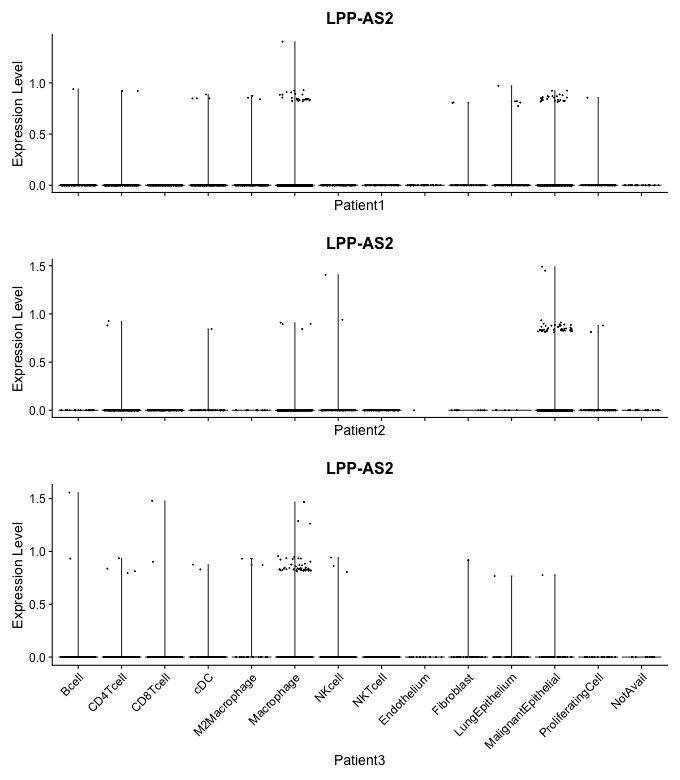 LPP-AS2
Expression Level
1.0
0.5
0.0
Patient1
LPP-AS2
Expression Level
1.5
1.0
0.5
0.0
Patient2
LPP-AS2
Expression Level
1.5
1.0
0.5
0.0
Bcell
CD4Tcell
CD8Tcell
cDC
M2Macrophage
Macrophage
NKcell
NKTcell
Endothelium
Fibroblast
LungEpithelium
MalignantEpithelial
ProliferatingCell
NotAvail
Patient3